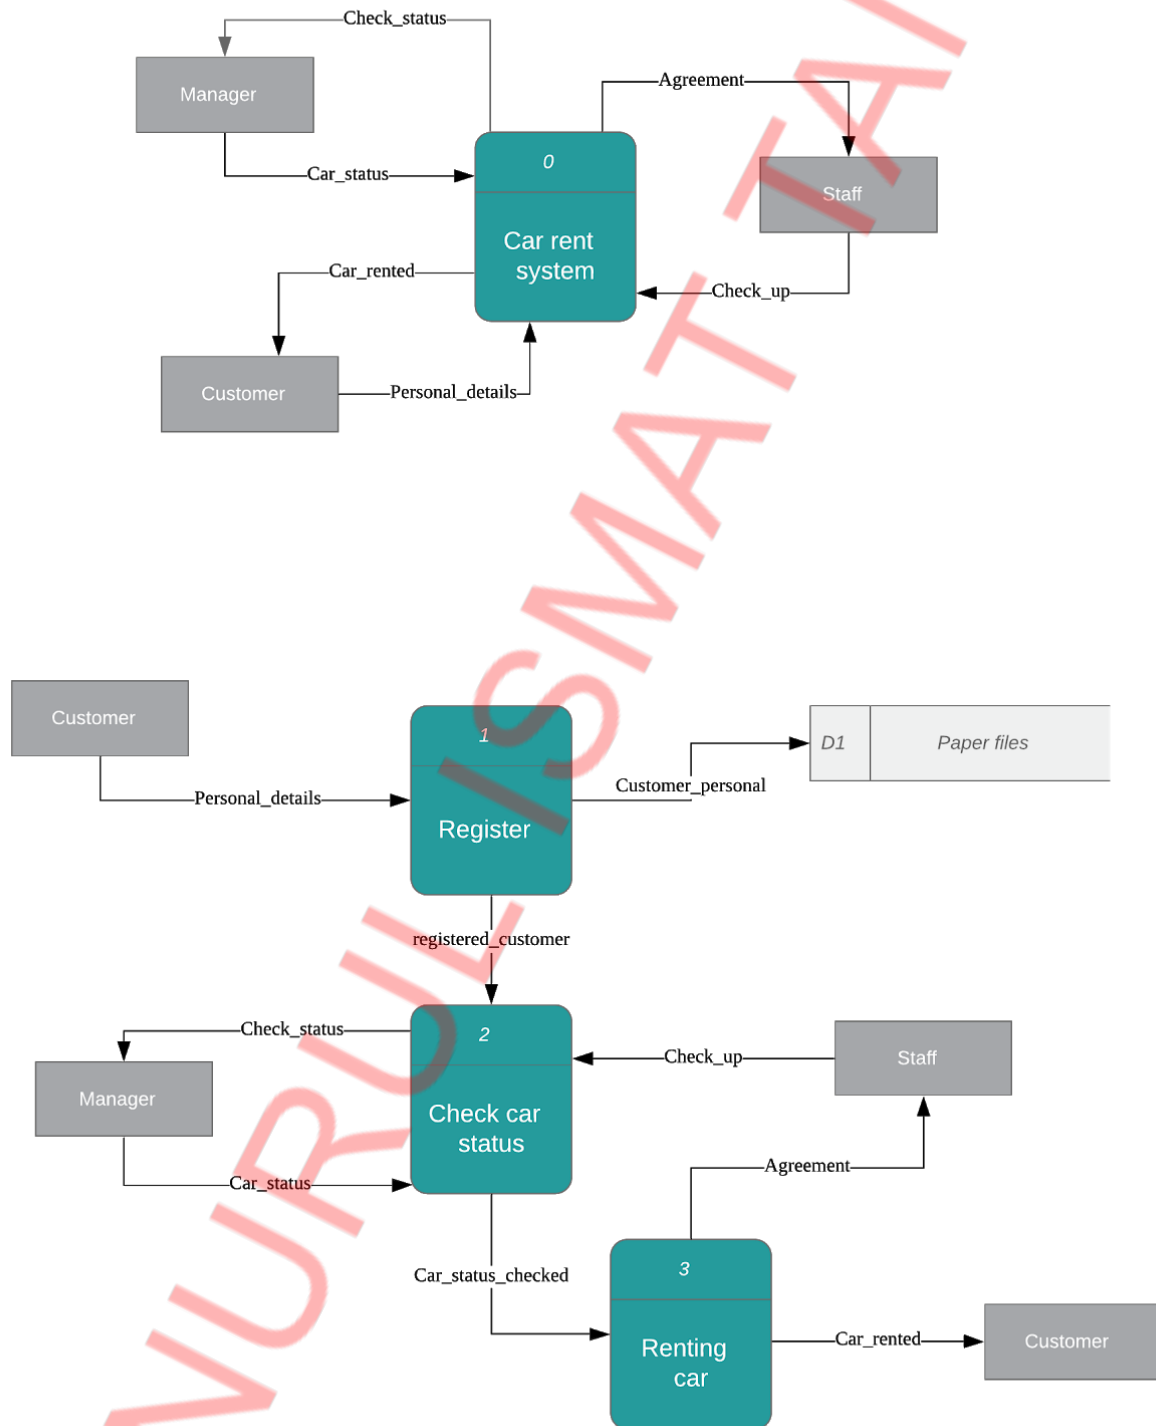 Check_status
Manager
Agreement
0
Car_status
Staff
Car rent
system
Car_rented
Check_up
Customer
Personal_details
Customer
1
D1 Paper files
Customer_personal
Personal_details
Register
registered_customer
Check_status
2
Check_up
Staff
Manager
Check car
status
Agreement
Car_status
3
Car_status_checked
Car_rented
Customer
Renting
car
NURUL ISMAT TA